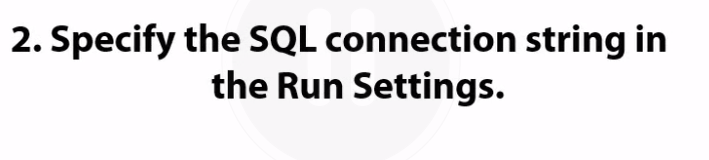 2. Specify the SQL connection string in
the Run Settings.